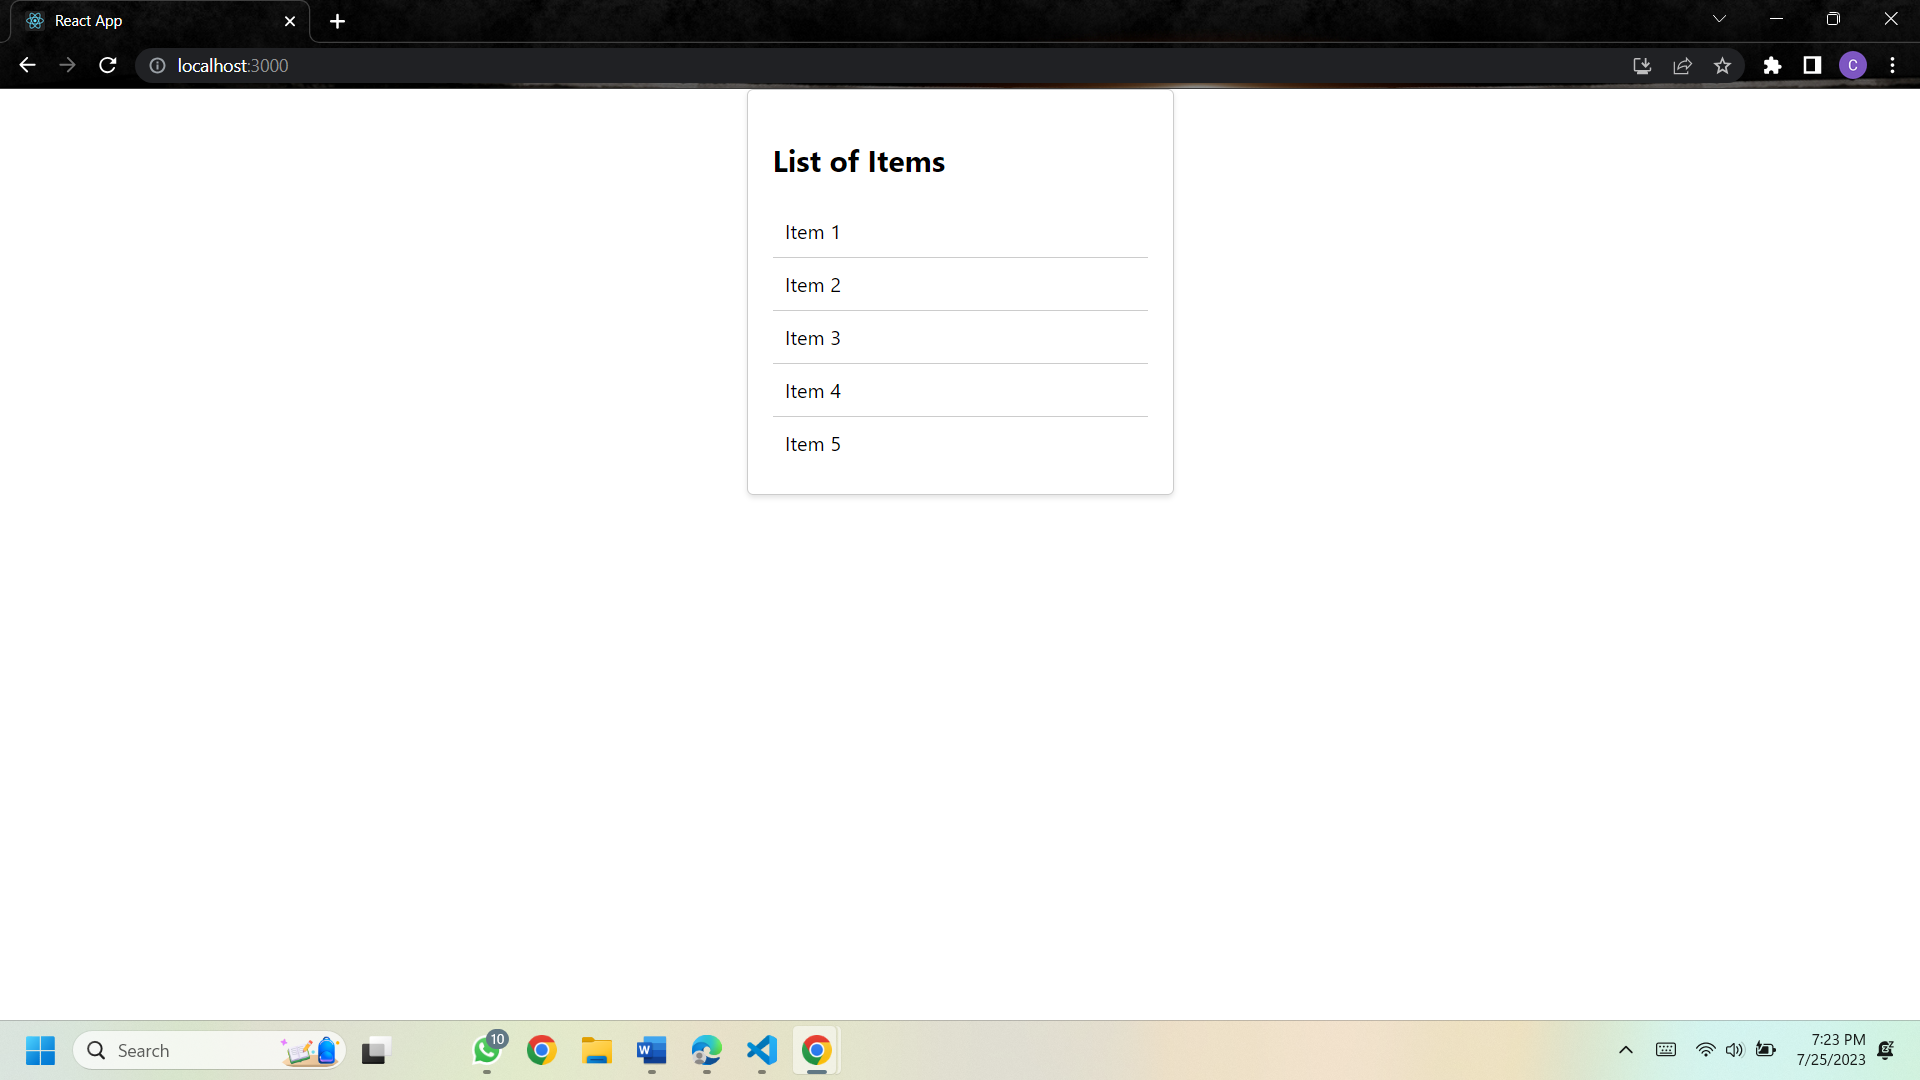 React App
localhost:3000
C
List of Items
Item 1
Item 2
Item 3
Item 4
Item 5
Search
10
W
7:23 PM
7/25/2023